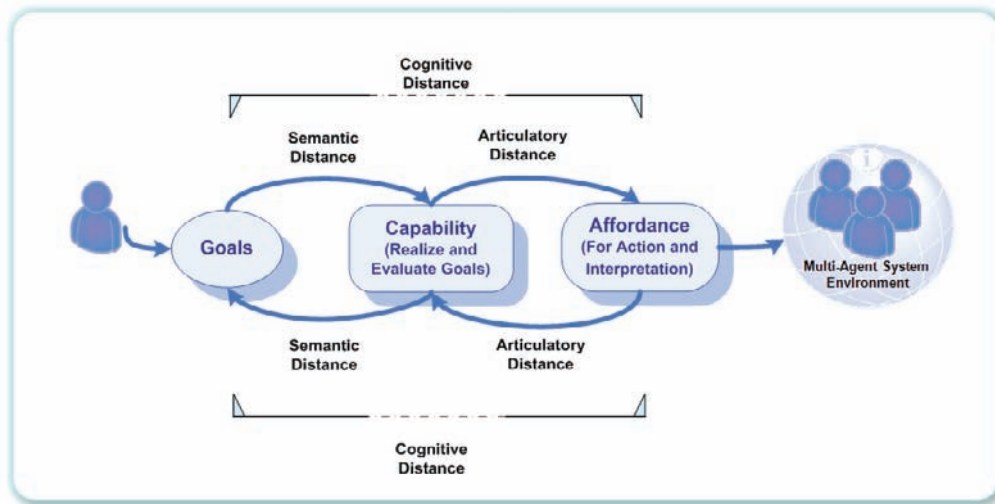 Cognitive
Distance
Semantic
Distance
Articulatory
Distance
Goals
Capability
(Realize and
Evaluate Goals)
Affordance
(For Action and
Interpretation)
i
Multi-Agent System
Environment
Semantic
Distance
Articulatory
Distance
Cognitive
Distance